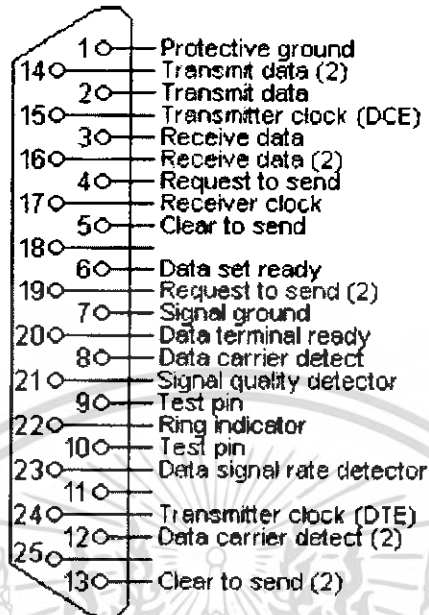 1 Protective ground
14 Transmit data (2)
2 Transmit data
15 Transmitter clock (DCE)
3 Receive data
16 Receive data (2)
4 Request to send
17 Receiver clock
5 Clear to send
18
6 Data set ready
19 Request to send (2)
7 Signal ground
20 Data terminal ready
8 Data carrier detect
21 Signal quality detector
9 Test pin
22 Ring indicator
10 Test pin
23 Data signal rate detector
11
24 Transmitter clock (DTE)
12 Data carrier detect (2)
25
13 Clear to send (2)